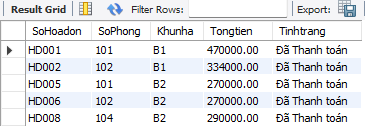 Result Grid Filter Rows: Export:
SoHoadon SoPhong Khunha Tongtien Tinhtrang
HD001 101 B1 470000.00 Đã Thanh toán
HD002 102 B1 334000.00 Đã Thanh toán
HD005 101 B2 270000.00 Đã Thanh toán
HD006 102 B2 270000.00 Đã Thanh toán
HD008 104 B2 290000.00 Đã Thanh toán